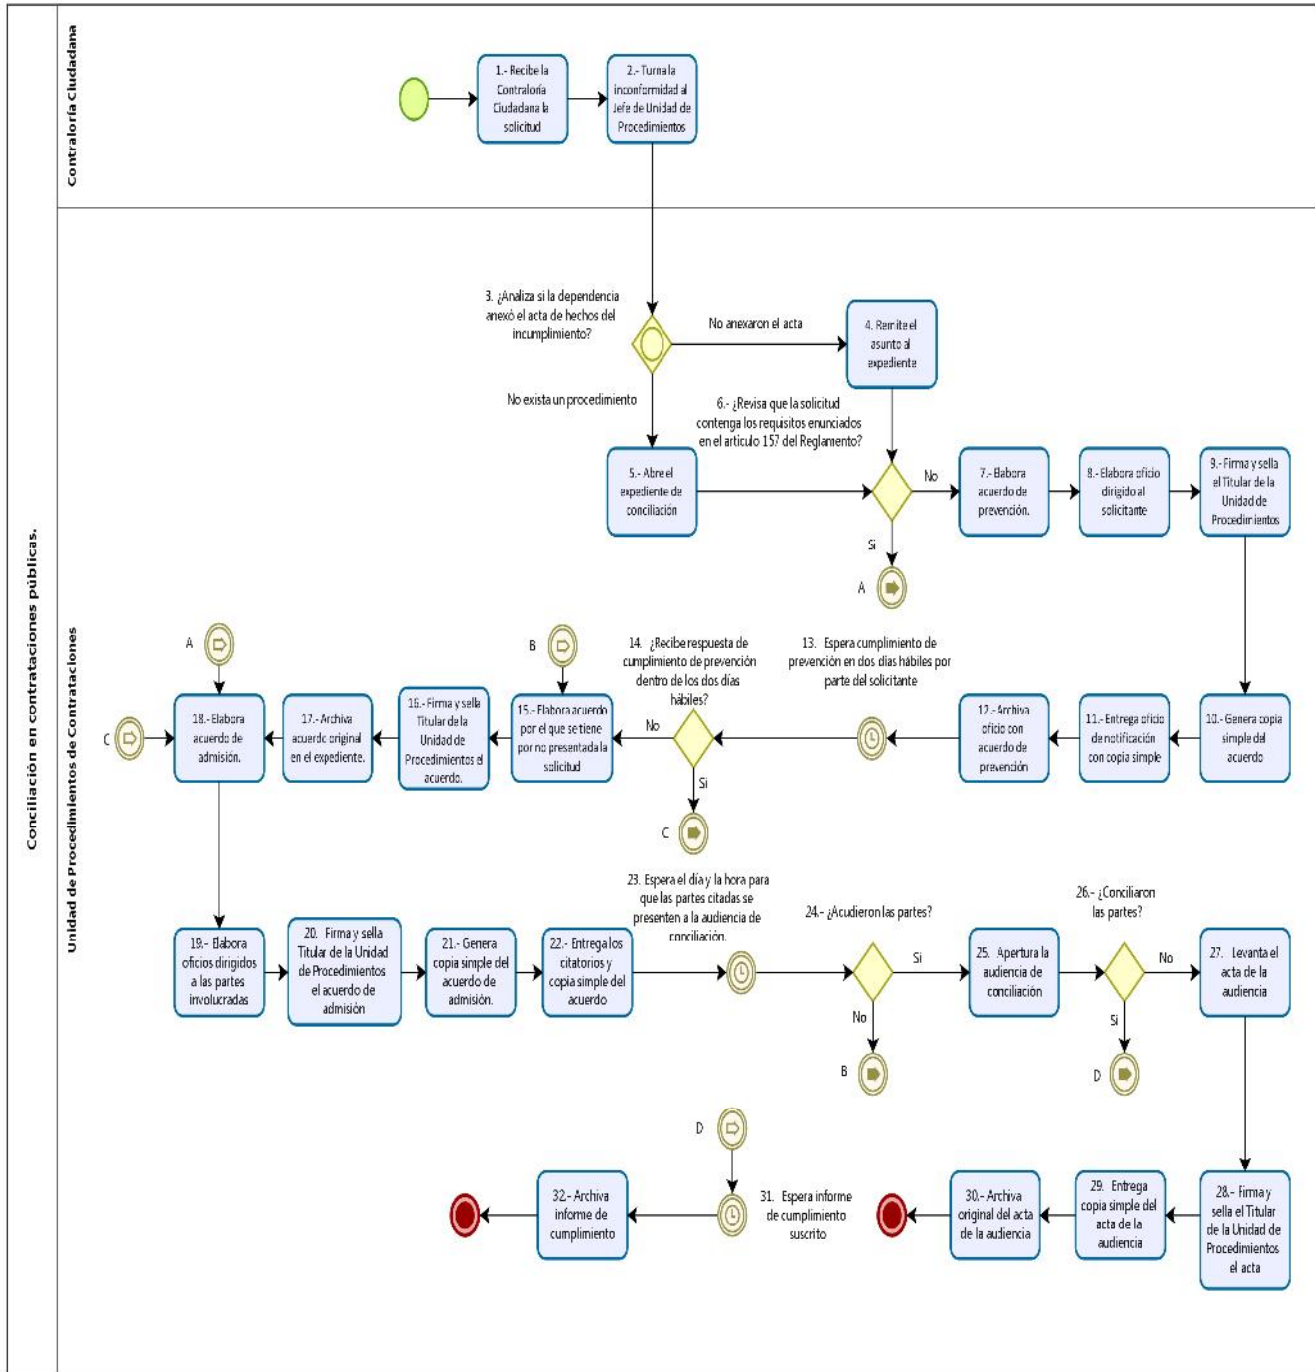 Conciliación en contrataciones públicas.
Contraloría Ciudadana
1.- Recibe la
Contraloría
Ciudadana la
solicitud
2.- Turna la
inconformidad al
Jefe de Unidad de
Procedimientos
Unidad de Procedimientos de Contrataciones
3. ¿Analiza si la dependencia
anexó el acta de hechos del
incumplimiento?
No anexaron el acta
4. Remite el
asunto al
expediente
No exista un procedimiento
6.- ¿Revisa que la solicitud
contenga los requisitos enunciados
en el articulo 157 del Reglamento?
5.- Abre el
expediente de
conciliación
No
7.- Elabora
acuerdo de
prevención.
8.- Elabora oficio
dirigido al
solicitante
9.- Firma y sella
el Titular de la
Unidad de
Procedimientos
Si
A
A
B
14. ¿Recibe respuesta de
cumplimiento de prevención
dentro de los dos días
hábiles?
13. Espera cumplimiento de
prevención en dos días hábiles por
parte del solicitante
C
18.- Elabora
acuerdo de
admisión.
17.- Archiva
acuerdo original
en el expediente.
16.- Firma y sella
Titular de la
Unidad de
Procedimientos el
acuerdo.
15.- Elabora acuerdo
por el que se tiene
por no presentada la
solicitud
No
12.- Archiva
oficio con
acuerdo de
prevención
11.- Entrega oficio
de notificación
con copia simple
10.- Genera copia
simple del
acuerdo
Si
C
23. Espera el día y la hora para
que las partes citadas se
presenten a la audiencia de
conciliación.
24.- ¿Acudieron las partes?
26.- ¿Conciliaron
las partes?
19.- Elabora
oficios dirigidos
a las partes
involucradas
20. Firma y sella
Titular de la Unidad
de Procedimientos
el acuerdo de
admisión
21.- Genera
copia simple del
acuerdo de
admisión.
22.- Entrega los
citatorios y
copia simple del
acuerdo
Si
25. Apertura la
audiencia de
conciliación
No
27. Levanta el
acta de la
audiencia
No
B
Si
D
D
32.- Archiva
informe de
cumplimiento
31. Espera informe
de cumplimiento
suscrito
30.- Archiva
original del acta
de la audiencia
29. Entrega
copia simple del
acta de la
audiencia
28.- Firma y
sella el Titular
de la Unidad de
Procedimientos
el acta